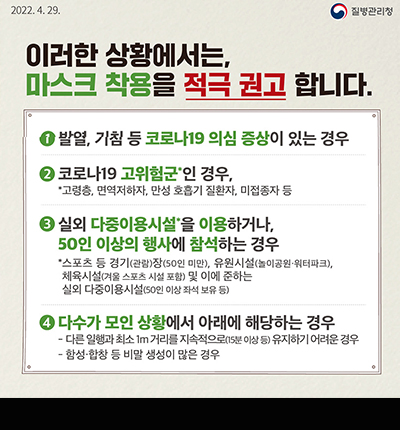 2022. 4. 29.
질병관리청
이러한 상황에서는,
마스크 착용을 적극 권고 합니다.
1 발열, 기침 등 코로나19 의심 증상이 있는 경우
2 코로나19 고위험군*인 경우,
*고령층, 면역저하자, 만성 호흡기 질환자, 미접종자 등
3 실외 다중이용시설*을 이용하거나,
50인 이상의 행사에 참석하는 경우
*스포츠 등 경기(관람)장(50인 미만), 유원시설(놀이공원·워터파크),
체육시설(겨울 스포츠 시설 포함) 및 이에 준하는
실외 다중이용시설(50인 이상 좌석 보유 등)
4 다수가 모인 상황에서 아래에 해당하는 경우
- 다른 일행과 최소 1m 거리를 지속적으로(15분 이상 등) 유지하기 어려운 경우
- 함성·합창 등 비말 생성이 많은 경우